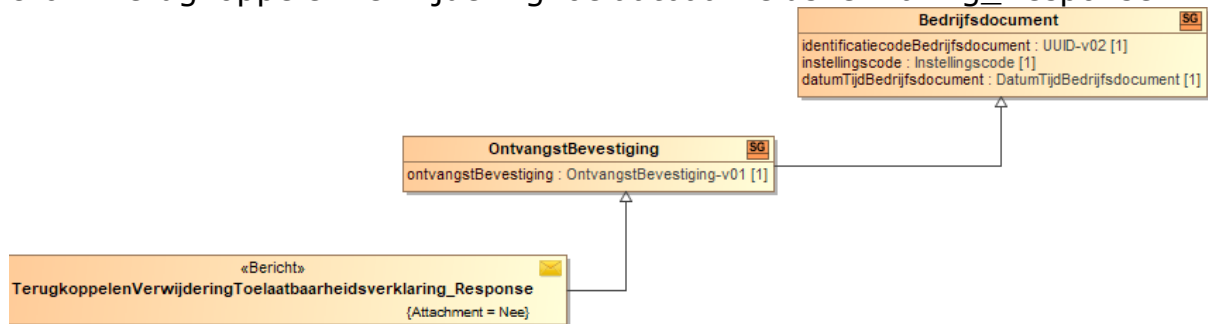 Bedrijfsdocument SG
identificatiecodeBedrijfsdocument : UUID-v02 [1]
instellingscode : Instellingscode [1]
datumTijdBedrijfsdocument : DatumTijdBedrijfsdocument [1]
OntvangstBevestiging SG
ontvangstBevestiging : OntvangstBevestiging-v01 [1]
«Bericht»
TerugkoppelenVerwijderingToelaatbaarheidsverklaring_Response
{Attachment = Nee}